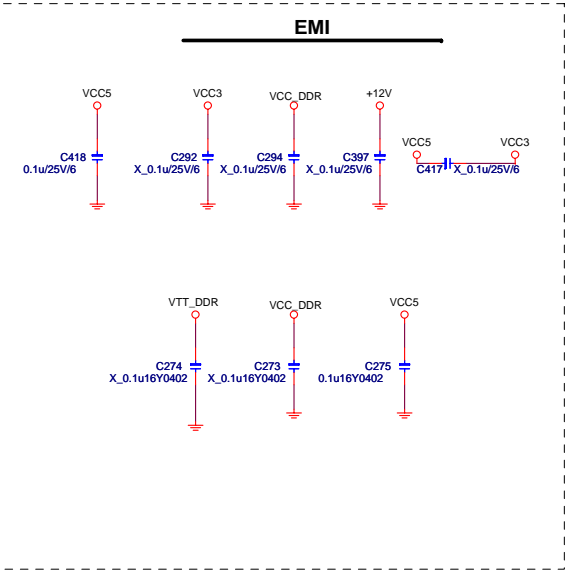 EMI
VCC5
VCC3
VCC_DDR
+12V
VCC5
VCC3
C418
0.1u/25V/6
C292
X_0.1u/25V/6
C294
X_0.1u/25V/6
C397
X_0.1u/25V/6
C417
X_0.1u/25V/6
VTT_DDR
VCC_DDR
VCC5
C274
X_0.1u16Y0402
C273
X_0.1u16Y0402
C275
0.1u16Y0402